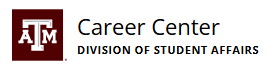 ATM Career Center
DIVISION OF STUDENT AFFAIRS